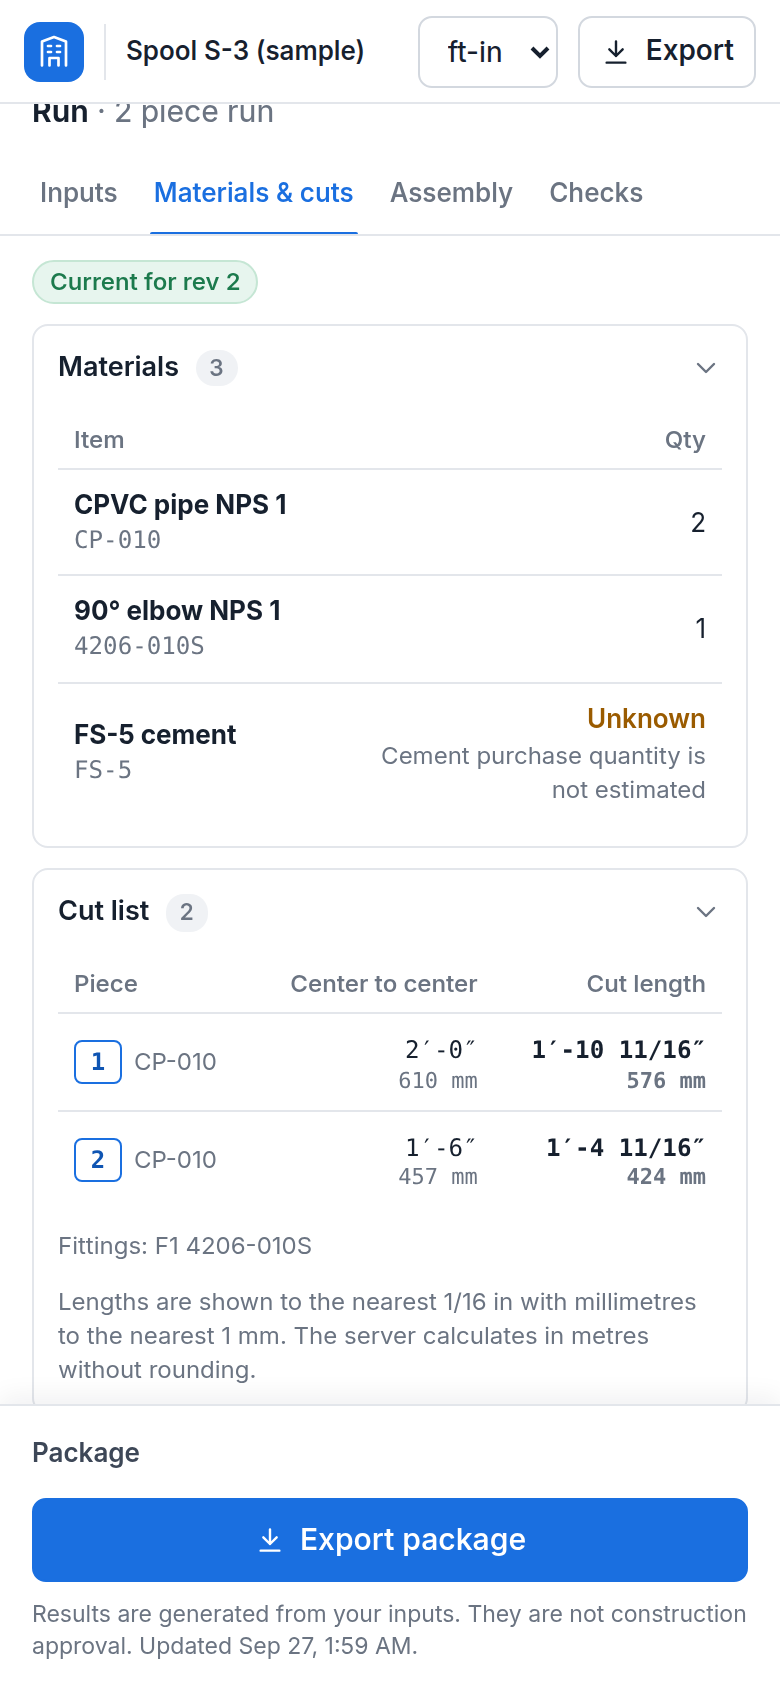 Spool S-3 (sample)
ft-in
Export
Run · 2 piece run
Inputs
Materials & cuts
Assembly
Checks
Current for rev 2
Materials 3
Item Qty
CPVC pipe NPS 1
CP-010
2
90° elbow NPS 1
4206-010S
1
FS-5 cement
FS-5
Unknown
Cement purchase quantity is
not estimated
Cut list 2
Piece Center to center Cut length
1 CP-010 2′-0″ 1′-10 11/16″
610 mm 576 mm
2 CP-010 1′-6″ 1′-4 11/16″
457 mm 424 mm
Fittings: F1 4206-010S
Lengths are shown to the nearest 1/16 in with millimetres
to the nearest 1 mm. The server calculates in metres
without rounding.
Package
Export package
Results are generated from your inputs. They are not construction
approval. Updated Sep 27, 1:59 AM.